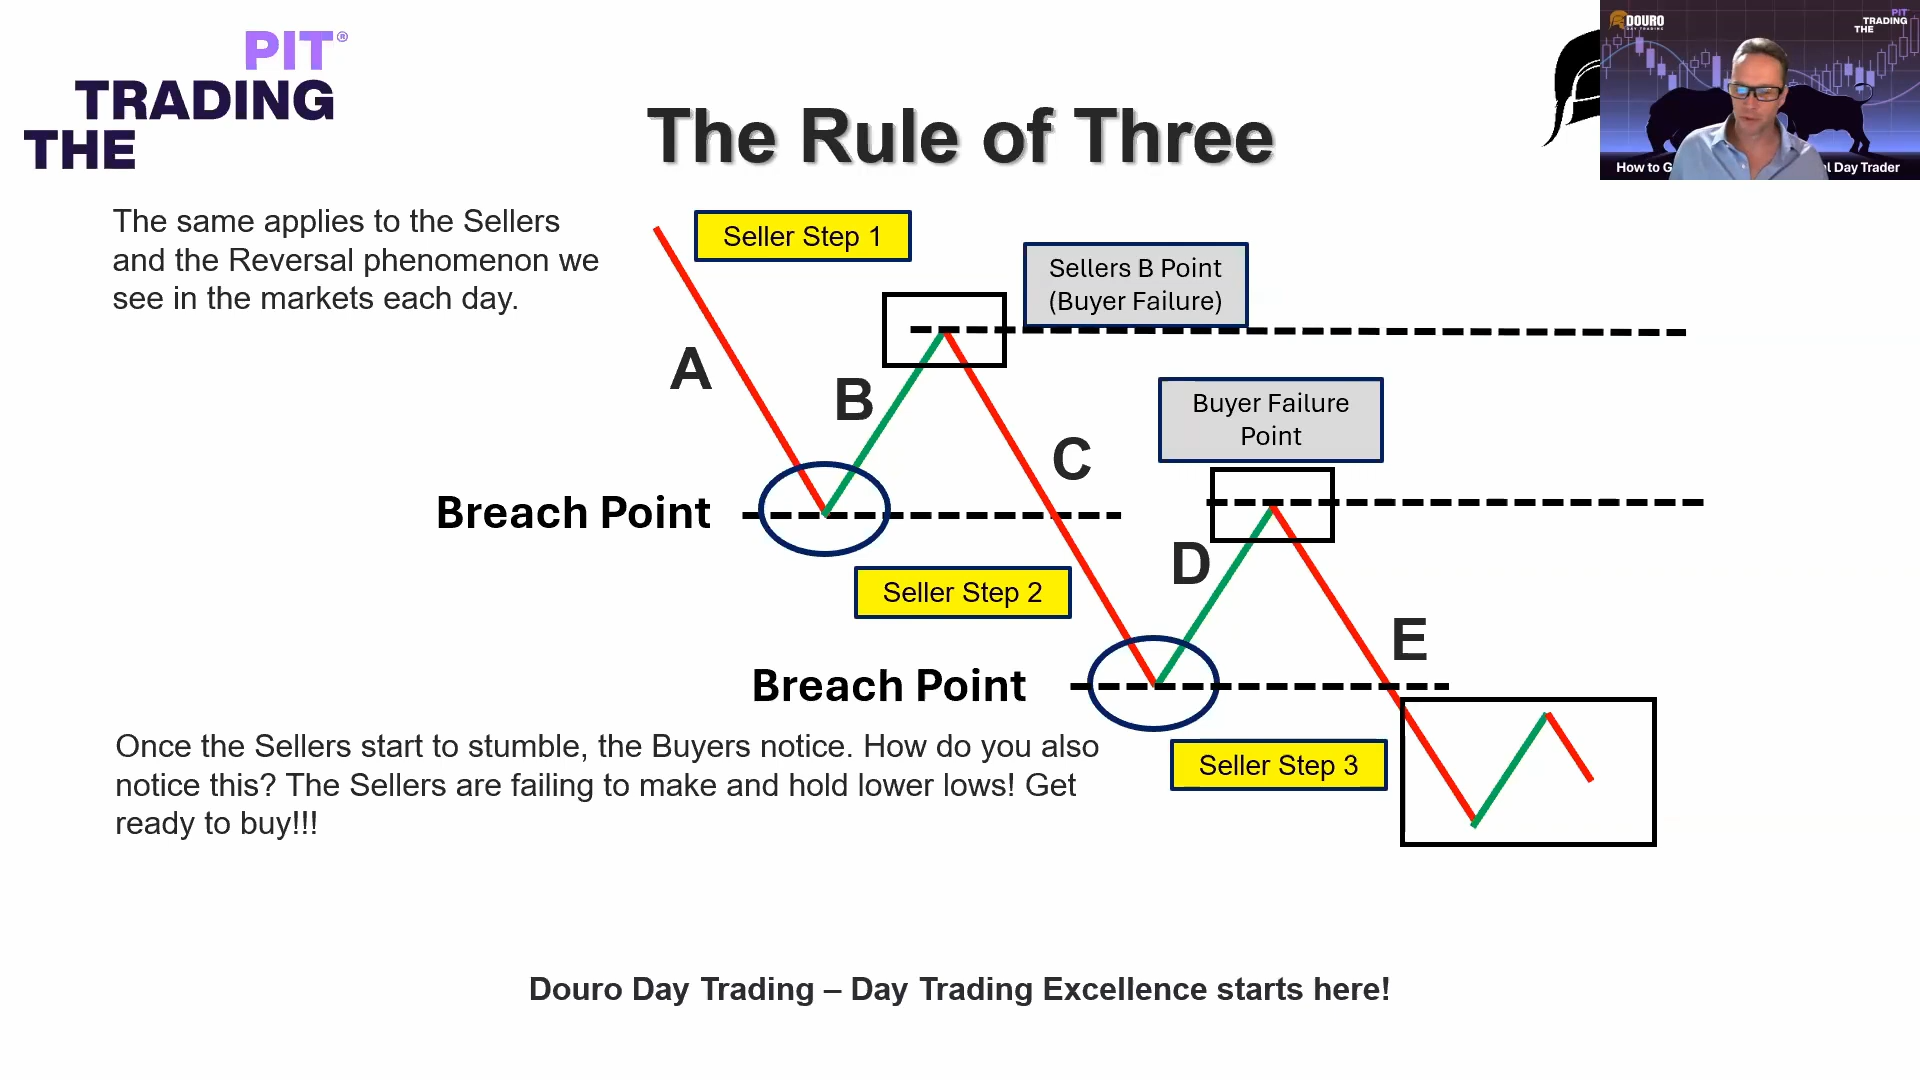 PIT®
TRADING
THE
DOURO
DAY TRADING
PIT
TRADING
THE
How to G
l Day Trader
The Rule of Three
The same applies to the Sellers
and the Reversal phenomenon we
see in the markets each day.
Seller Step 1
Sellers B Point
(Buyer Failure)
A
B
Buyer Failure
Point
C
Breach Point
D
Seller Step 2
E
Breach Point
Once the Sellers start to stumble, the Buyers notice. How do you also
notice this? The Sellers are failing to make and hold lower lows! Get
ready to buy!!!
Seller Step 3
Douro Day Trading – Day Trading Excellence starts here!